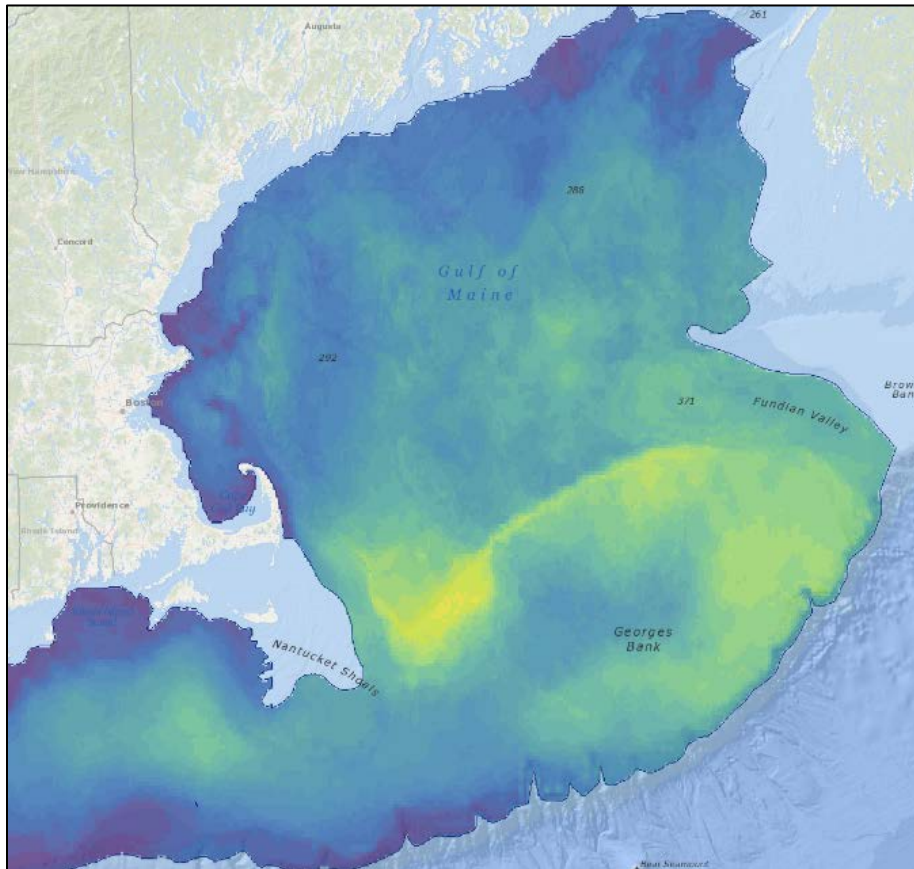 261
Augusta
New Hampshire
288
Concord
Gulf of
Maine
292
371
Fundian Valley
Boston
Providence
Rhode Island
Georges
Bank
Nantucket Shoals